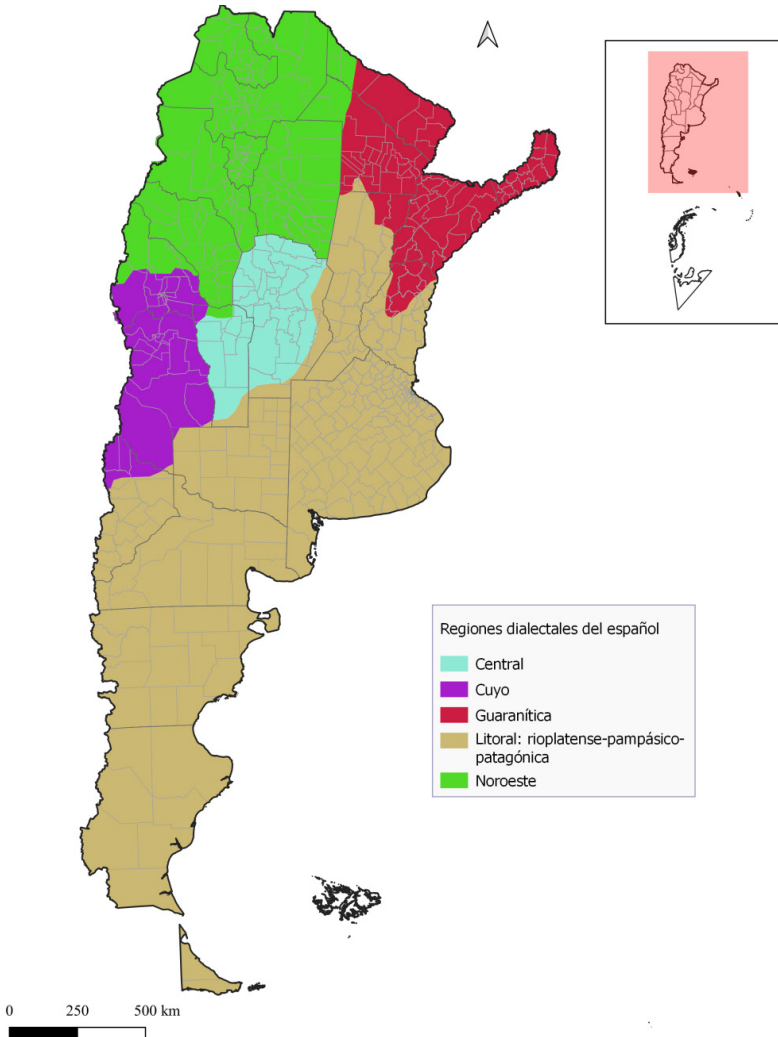 Regiones dialectales del español
Central
Cuyo
Guaranítica
Litoral: rioplatense-pampásico-
patagónica
Noroeste
0 250 500 km